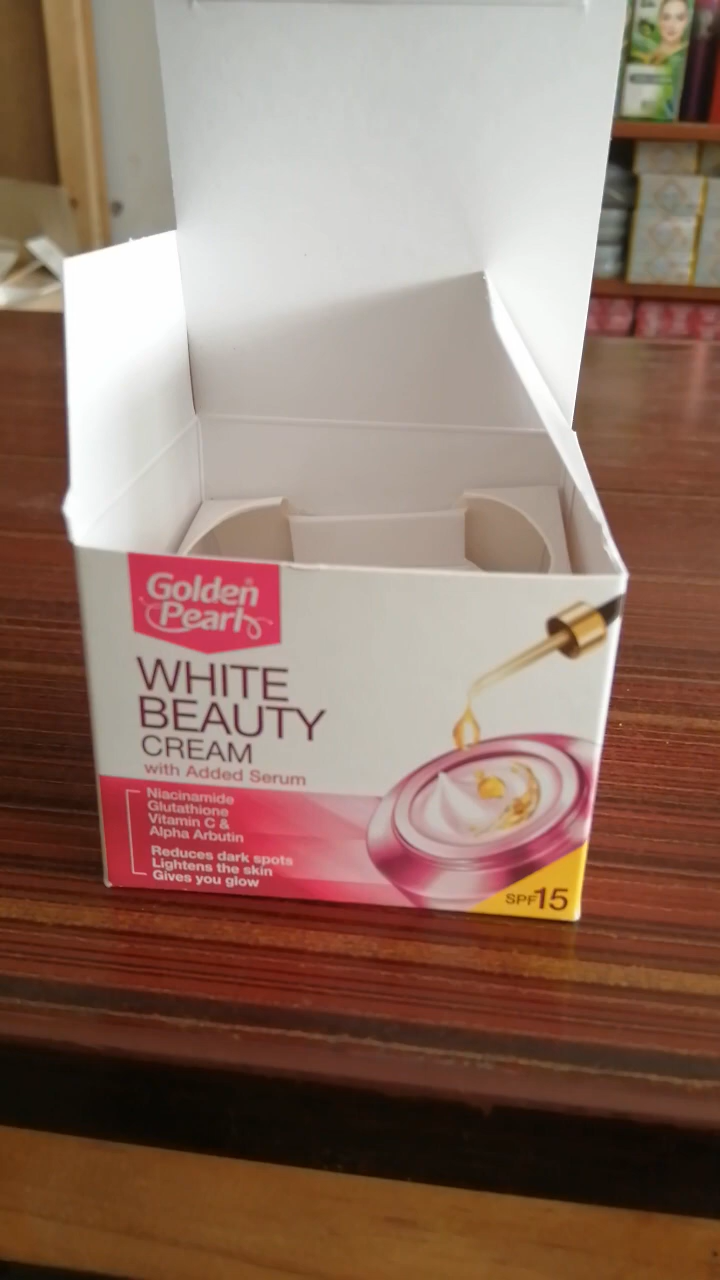 Golden®
Pearl
WHITE
BEAUTY
CREAM
with Added Serum
Niacinamide
Glutathione
Vitamin C &
Alpha Arbutin
Reduces dark spots
Lightens the skin
Gives you glow
SPF15